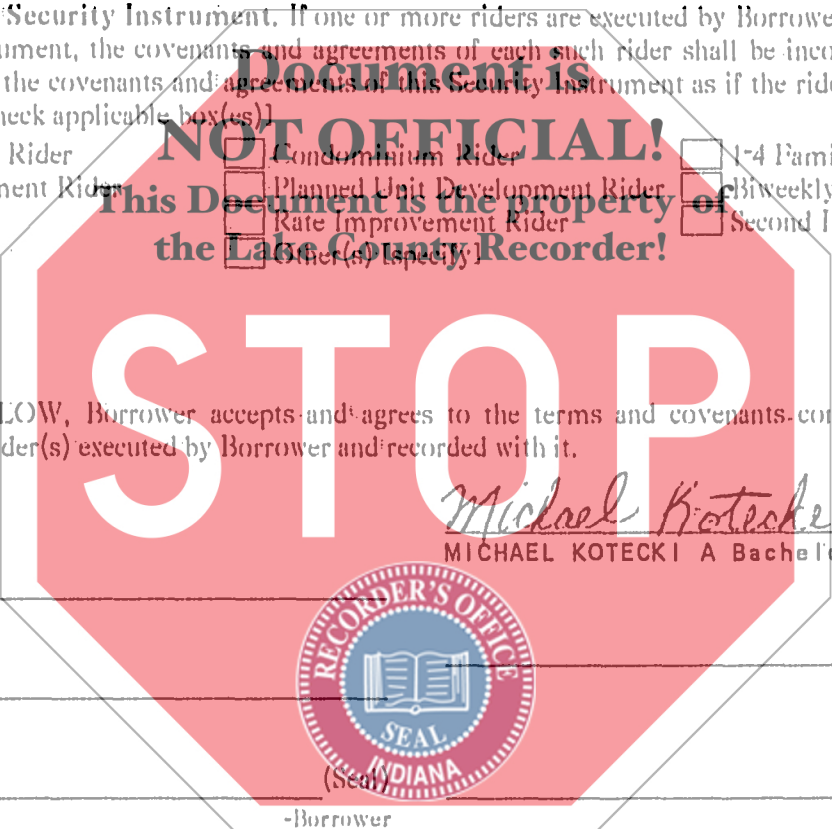 Security Instrument. If one or more riders are executed by Borrowe
ument, the covenants and agreements of each such rider shall be inco
the covenants and agreements of this Security Instrument as if the ride
heck applicable box(es)]
Document is
NOT OFFICIAL!
This Document is the property of
the Lake County Recorder!
Rider Condominium Rider 1-4 Fami
ment Rider Planned Unit Development Rider Biweekly
Rate Improvement Rider Second
Other(s) [specify]
STOP
LOW, Borrower accepts and agrees to the terms and covenants con
der(s) executed by Borrower and recorded with it.
Michael Kotecki
MICHAEL KOTECKI A Bachelo
RECORDER'S OFFICE
SEAL
INDIANA
(Seal)
-Borrower